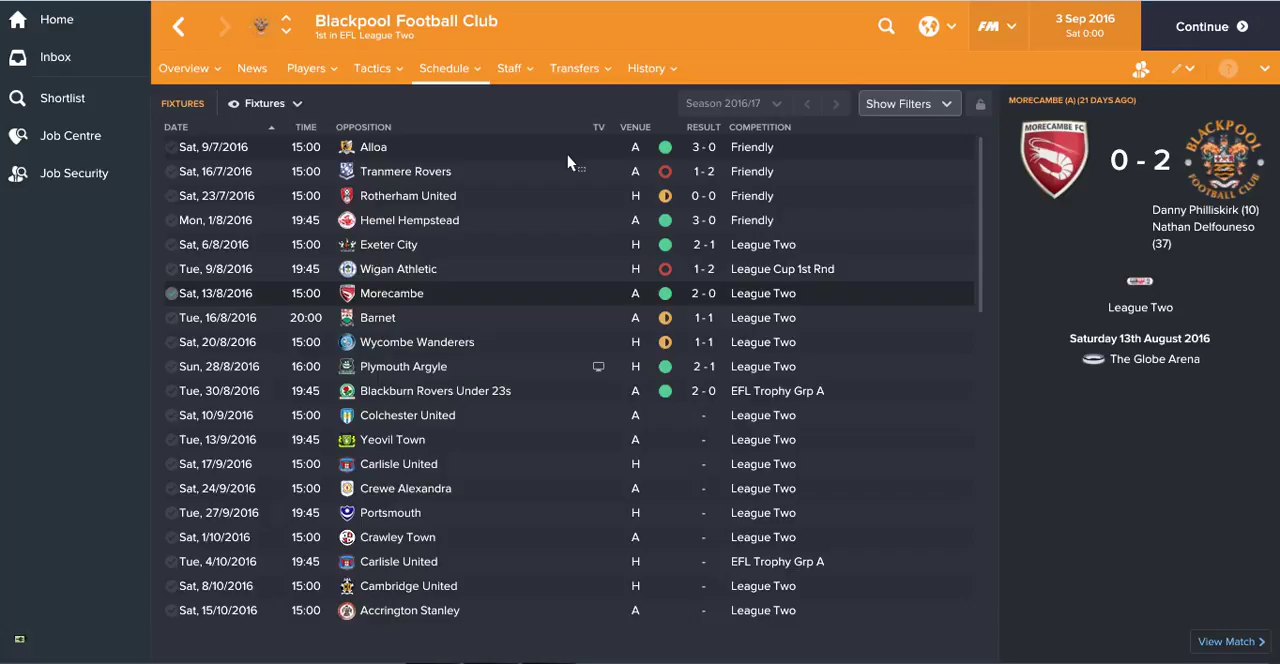 Home
Inbox
Shortlist
Job Centre
Job Security
Blackpool Football Club
1st in EFL League Two
FM
3 Sep 2016
Sat 0:00
Continue
Overview News Players Tactics Schedule Staff Transfers History
FIXTURES Fixtures Season 2016/17 Show Filters
DATE TIME OPPOSITION TV VENUE RESULT COMPETITION
Sat, 9/7/2016 15:00 Alloa A 3 - 0 Friendly
Sat, 16/7/2016 15:00 Tranmere Rovers A 1 - 2 Friendly
Sat, 23/7/2016 15:00 Rotherham United H 0 - 0 Friendly
Mon, 1/8/2016 19:45 Hemel Hempstead A 3 - 0 Friendly
Sat, 6/8/2016 15:00 Exeter City H 2 - 1 League Two
Tue, 9/8/2016 19:45 Wigan Athletic H 1 - 2 League Cup 1st Rnd
Sat, 13/8/2016 15:00 Morecambe A 2 - 0 League Two
Tue, 16/8/2016 20:00 Barnet A 1 - 1 League Two
Sat, 20/8/2016 15:00 Wycombe Wanderers H 1 - 1 League Two
Sun, 28/8/2016 16:00 Plymouth Argyle H 2 - 1 League Two
Tue, 30/8/2016 19:45 Blackburn Rovers Under 23s A 2 - 0 EFL Trophy Grp A
Sat, 10/9/2016 15:00 Colchester United A - League Two
Tue, 13/9/2016 19:45 Yeovil Town A - League Two
Sat, 17/9/2016 15:00 Carlisle United H - League Two
Sat, 24/9/2016 15:00 Crewe Alexandra A - League Two
Tue, 27/9/2016 19:45 Portsmouth H - League Two
Sat, 1/10/2016 15:00 Crawley Town A - League Two
Tue, 4/10/2016 19:45 Carlisle United H - EFL Trophy Grp A
Sat, 8/10/2016 15:00 Cambridge United H - League Two
Sat, 15/10/2016 15:00 Accrington Stanley A - League Two
MORECAMBE (A) (21 DAYS AGO)
MORECAMBE FC
BLACKPOOL
FOOTBALL CLUB
0 - 2
Danny Philliskirk (10)
Nathan Delfouneso
(37)
League Two
Saturday 13th August 2016
The Globe Arena
View Match